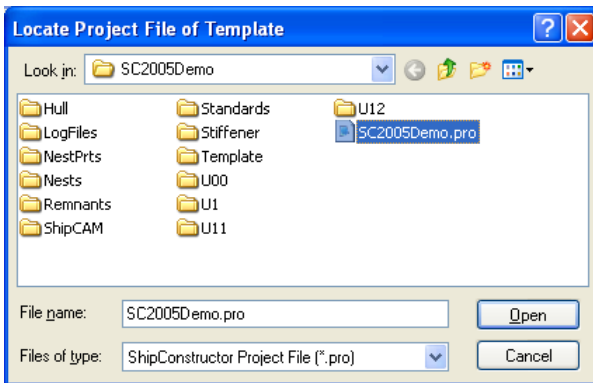 Locate Project File of Template
Look in: SC2005Demo
Hull Standards U12
LogFiles Stiffener SC2005Demo.pro
NestPrts Template
Nests U00
Remnants U1
ShipCAM U11
File name: SC2005Demo.pro Open
Files of type: ShipConstructor Project File (*.pro) Cancel